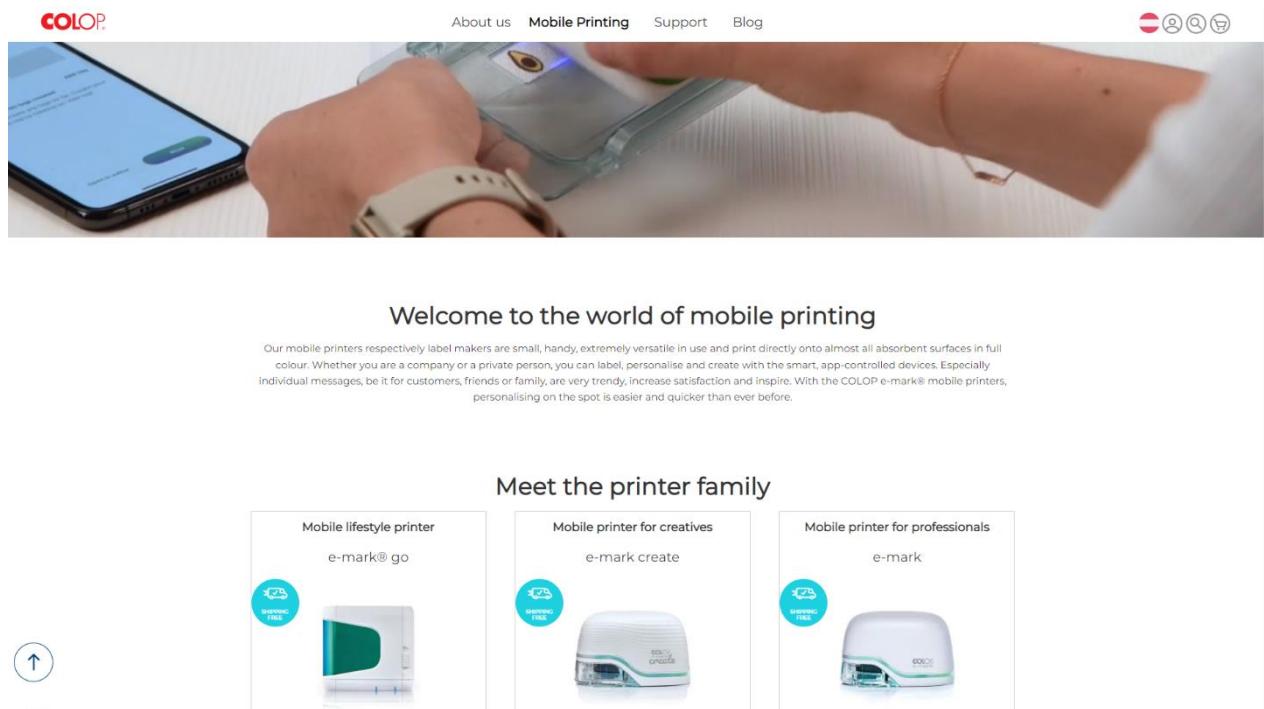 COLOP.
About us Mobile Printing Support Blog
Welcome to the world of mobile printing
Our mobile printers respectively label makers are small, handy, extremely versatile in use and print directly onto almost all absorbent surfaces in full
colour. Whether you are a company or a private person, you can label, personalise and create with the smart, app-controlled devices. Especially
individual messages, be it for customers, friends or family, are very trendy, increase satisfaction and inspire. With the COLOP e-mark® mobile printers,
personalising on the spot is easier and quicker than ever before.
Meet the printer family
Mobile lifestyle printer
e-mark® go
SHIPPING
FREE
Mobile printer for creatives
e-mark create
SHIPPING
FREE
COLOP
create
Mobile printer for professionals
e-mark
SHIPPING
FREE
COLOP